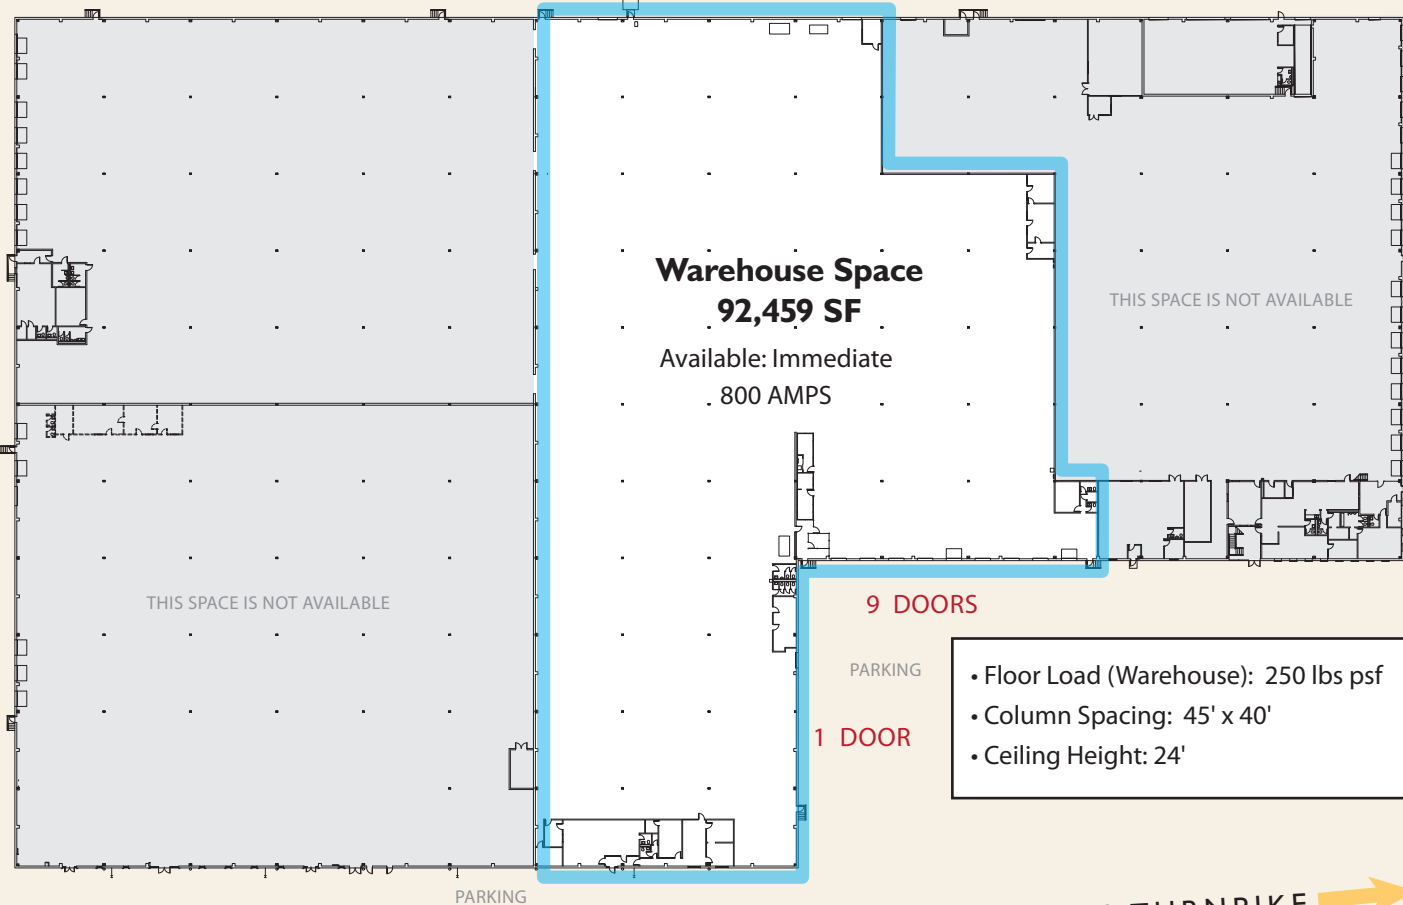 Warehouse Space
92,459 SF
Available: Immediate
800 AMPS
THIS SPACE IS NOT AVAILABLE
THIS SPACE IS NOT AVAILABLE
9 DOORS
PARKING
1 DOOR
• Floor Load (Warehouse): 250 lbs psf
• Column Spacing: 45' x 40'
• Ceiling Height: 24'
PARKING
TURNPIKE